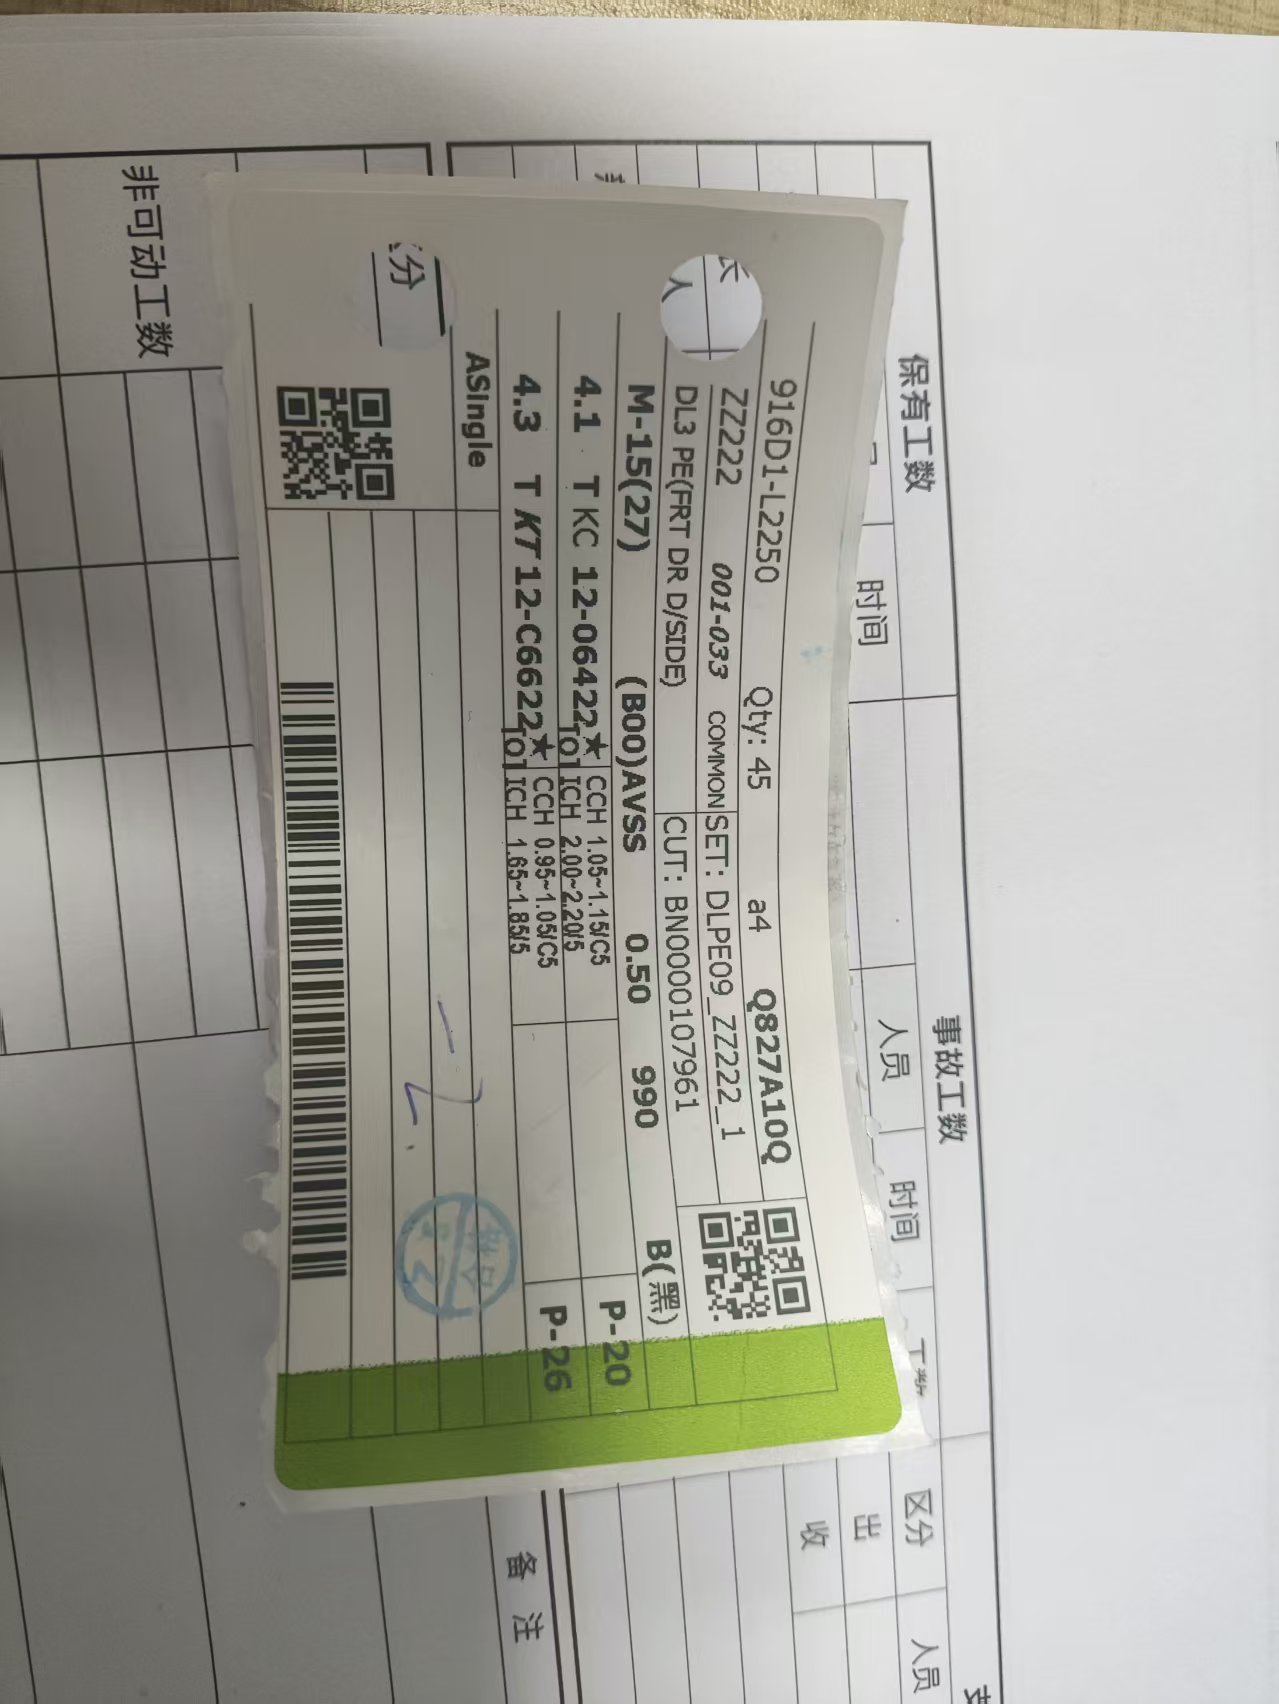 保有工数
事故工数
时间
人员
时间
区分
人员
出
收
非可动工数
备 注
分
人
916D1-L2250 Qty: 45 a4 Q827A10Q
ZZ222 001-033 COMMON SET: DLPE09_ZZ222_1
DL3 PE(FRT DR D/SIDE) CUT: BN0000107961
M-15(27) (B00)AVSS 0.50 990 B(黑)
4.1 T KC 12-06422★ CCH 1.05~1.15/C5 P-20
TO1 ICH 2.00~2.20/5
4.3 T KT 12-C6622★ CCH 0.95~1.05/C5 P-26
TO1 ICH 1.65~1.85/5
ASingle